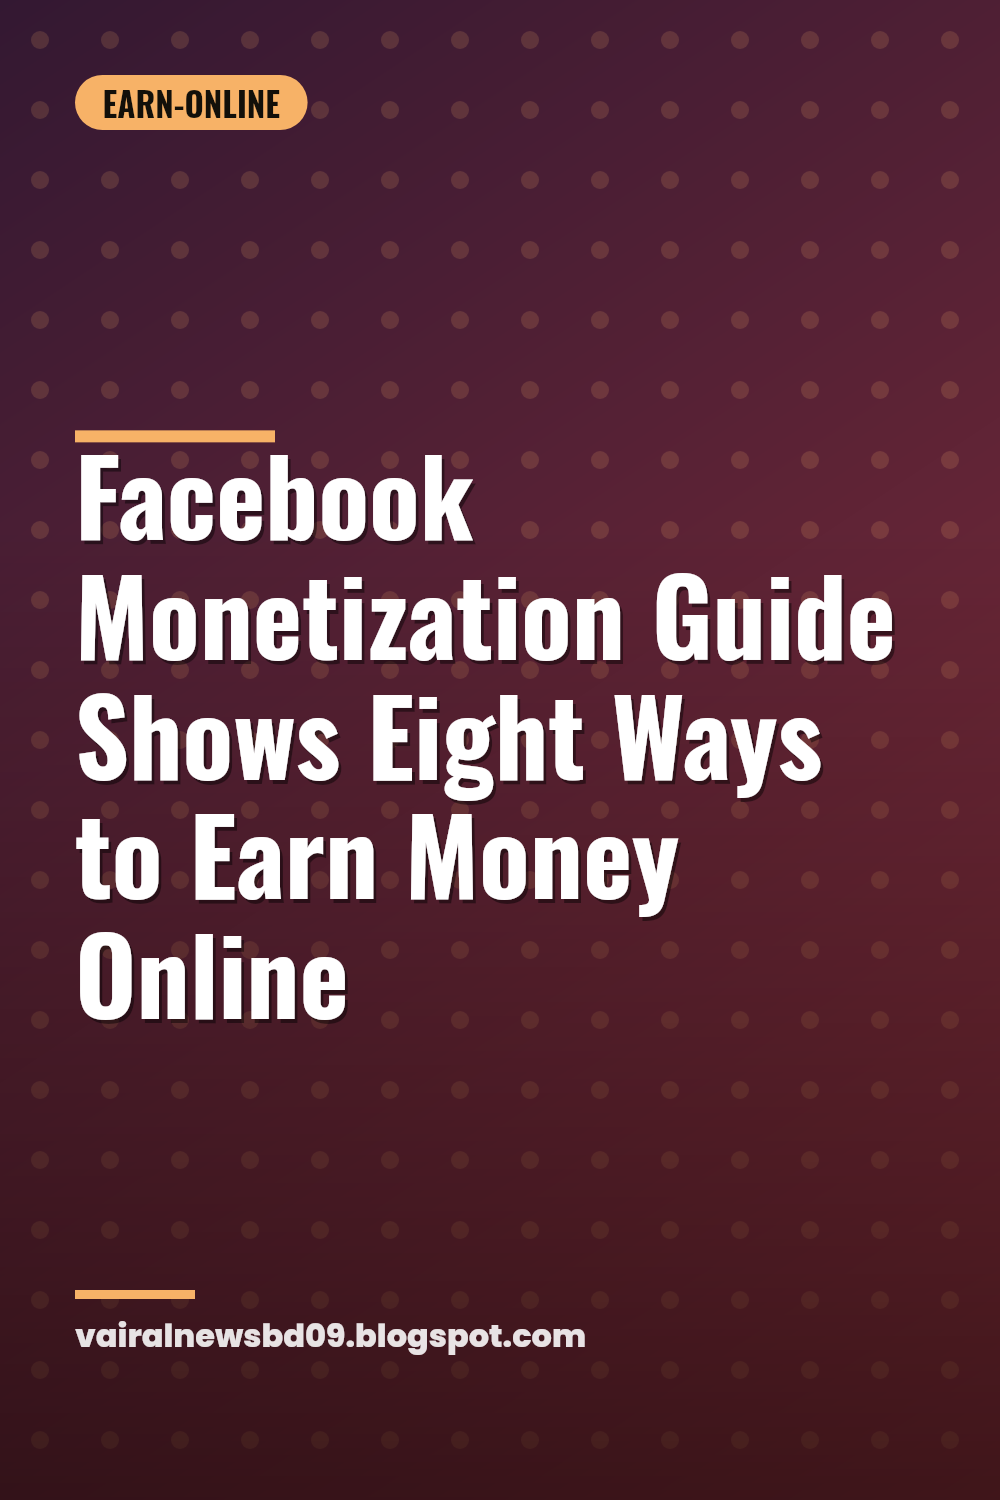 EARN-ONLINE
Facebook
Monetization Guide
Shows Eight Ways
to Earn Money
Online
vairalnewsbd09.blogspot.com